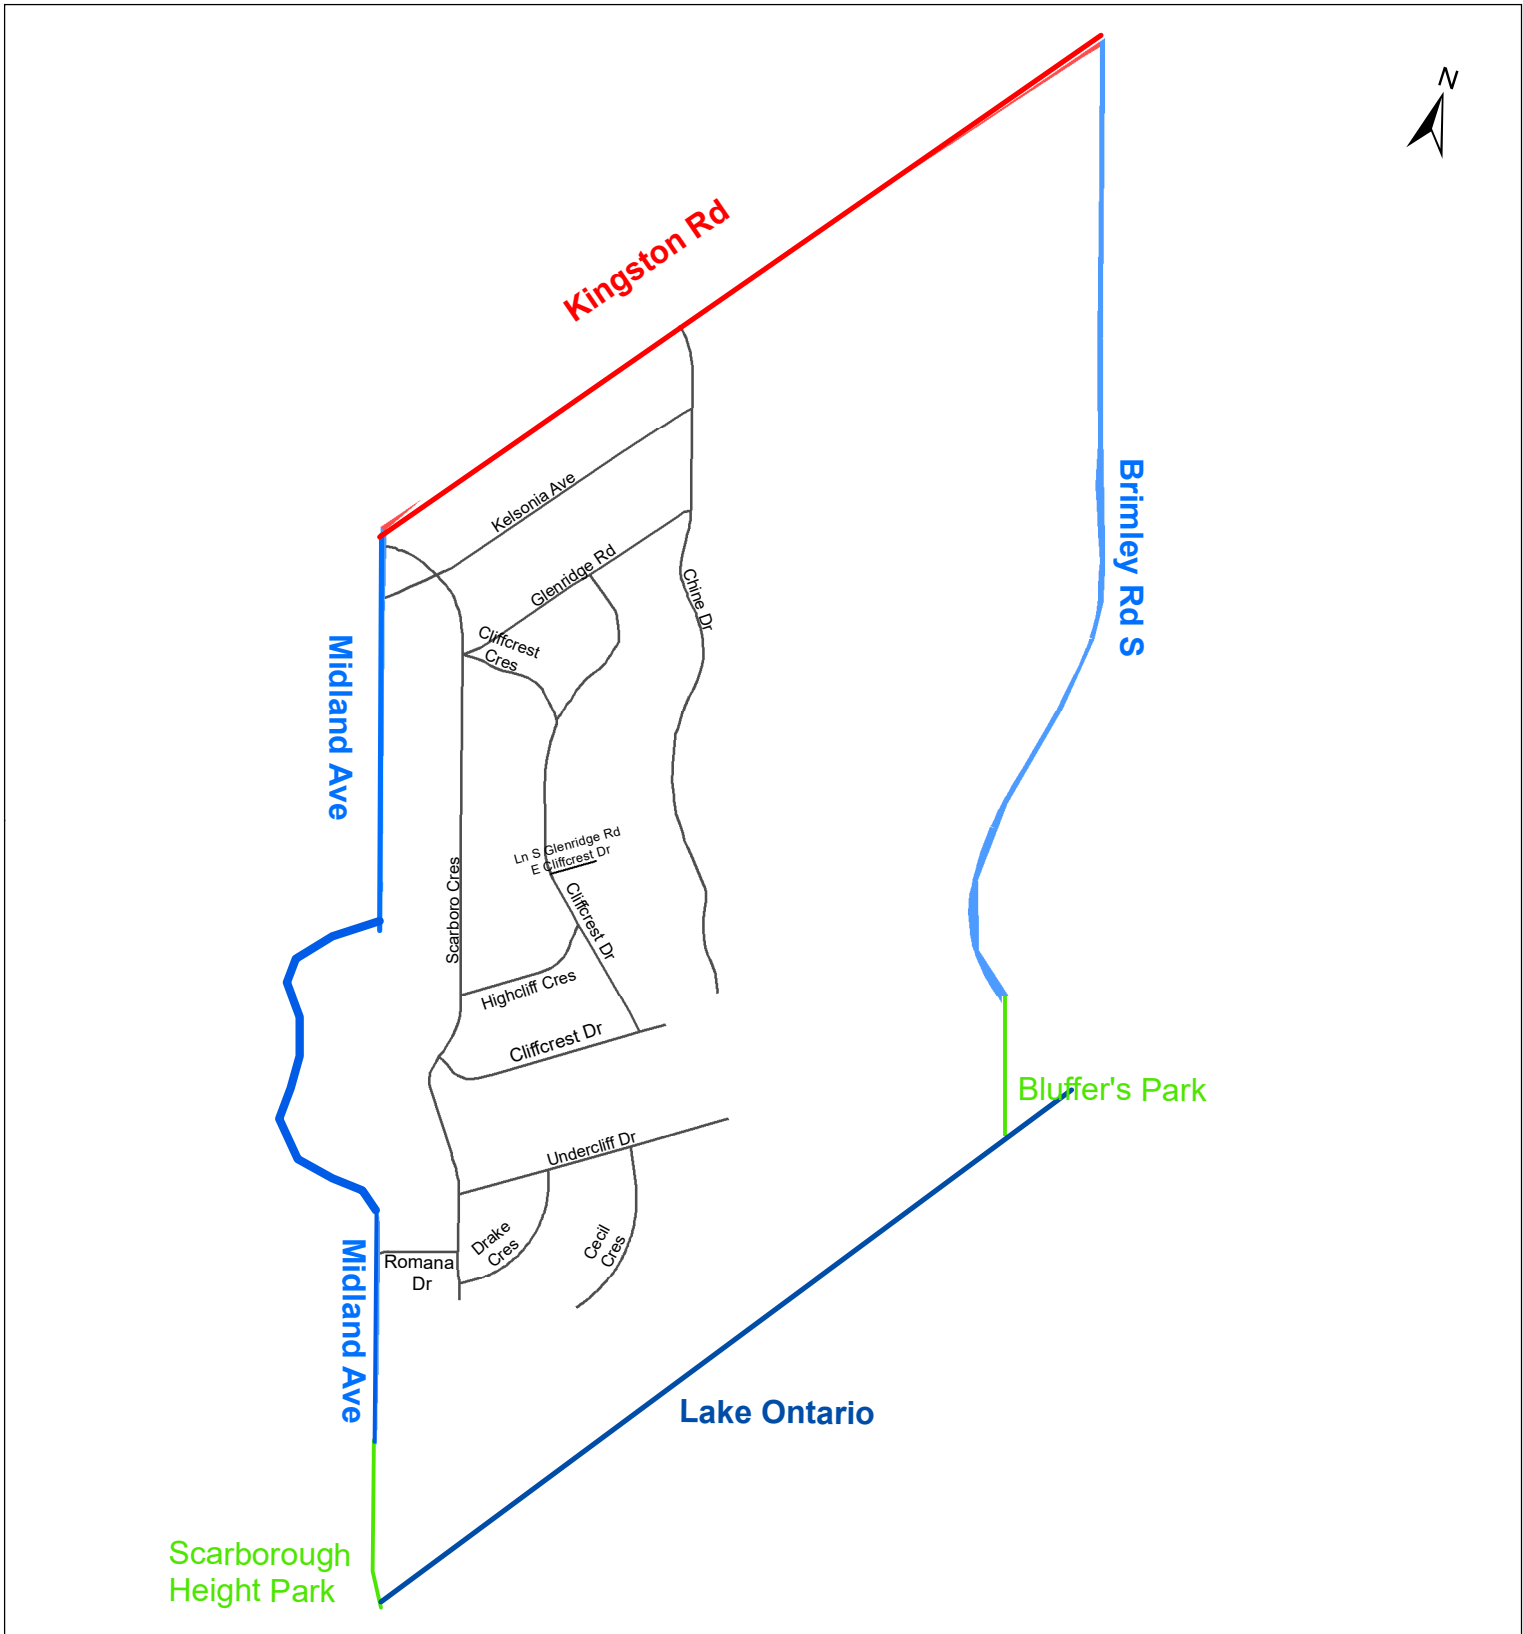 N
Kingston Rd
Kelsonia Ave
Glenridge Rd
Chine Dr
Brimley Rd S
Cliffcrest
Cres
Midland Ave
Ln S Glenridge Rd
E Cliffcrest Dr
Scarboro Cres
Cliffcrest Dr
Highcliff Cres
Cliffcrest Dr
Bluffer's Park
Undercliff Dr
Drake
Cres
Cecil
Cres
Romana
Dr
Midland Ave
Lake Ontario
Scarborough
Height Park